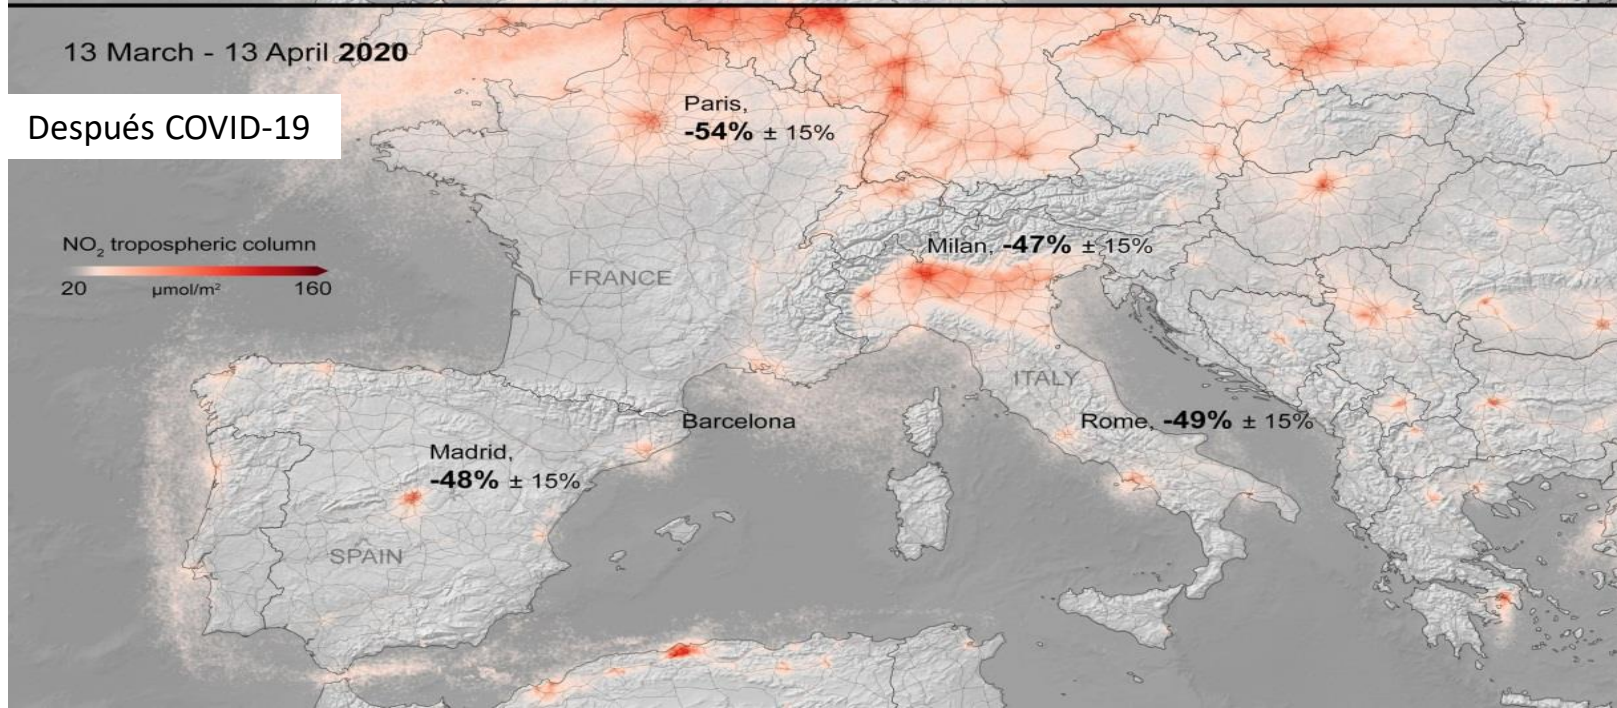 13 March - 13 April 2020
Después COVID-19
Paris,
-54% ± 15%
NO₂ tropospheric column
20 µmol/m² 160
FRANCE
Milan, -47% ± 15%
ITALY
Barcelona
Rome, -49% ± 15%
Madrid,
-48% ± 15%
SPAIN